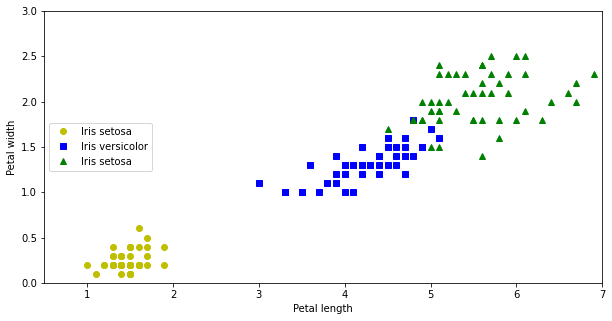 3.0
2.5
2.0
1.5
1.0
0.5
0.0
Petal width
Iris setosa
Iris versicolor
Iris setosa
1 2 3 4 5 6 7
Petal length